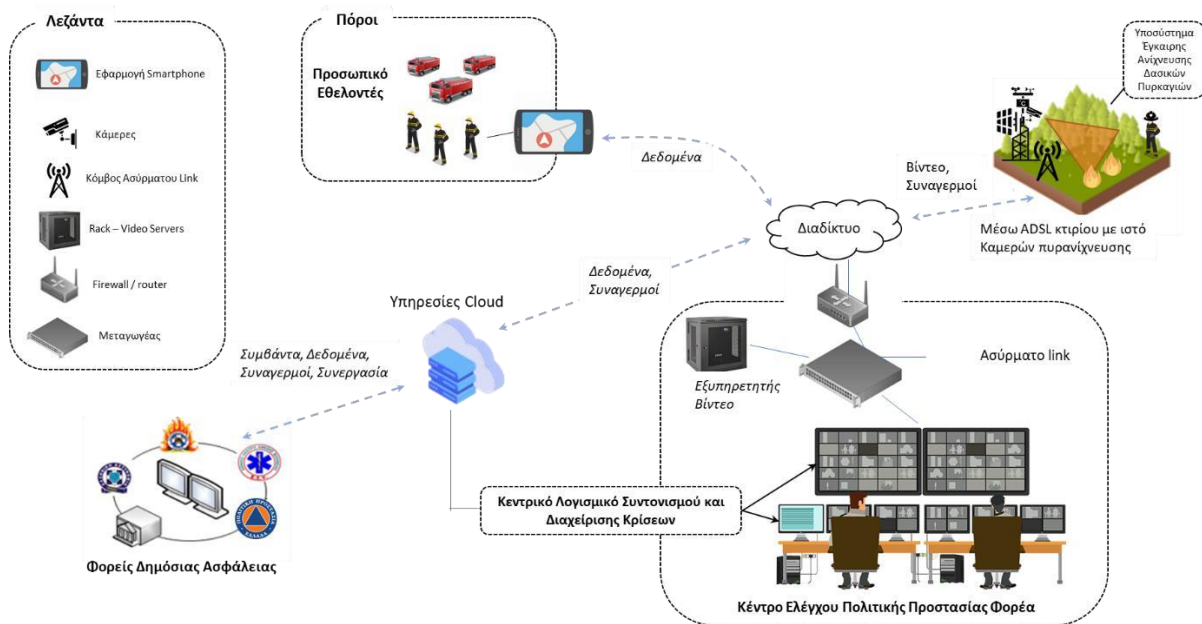 Λεζάντα
Εφαρμογή Smartphone
Κάμερες
Κόμβος Ασύρματου Link
Rack – Video Servers
Firewall / router
Μεταγωγέας
Πόροι
Προσωπικό
Εθελοντές
Δεδομένα
Υποσύστημα
Έγκαιρης
Ανίχνευσης
Δασικών
Πυρκαγιών
Βίντεο,
Συναγερμοί
Μέσω ADSL κτιρίου με ιστό
Καμερών πυρανίχνευσης
Διαδίκτυο
Δεδομένα,
Συναγερμοί
Υπηρεσίες Cloud
Συμβάντα, Δεδομένα,
Συναγερμοί, Συνεργασία
Φορείς Δημόσιας Ασφάλειας
Εξυπηρετητής
Βίντεο
Ασύρματο link
Κεντρικό Λογισμικό Συντονισμού και
Διαχείρισης Κρίσεων
Κέντρο Ελέγχου Πολιτικής Προστασίας Φορέα